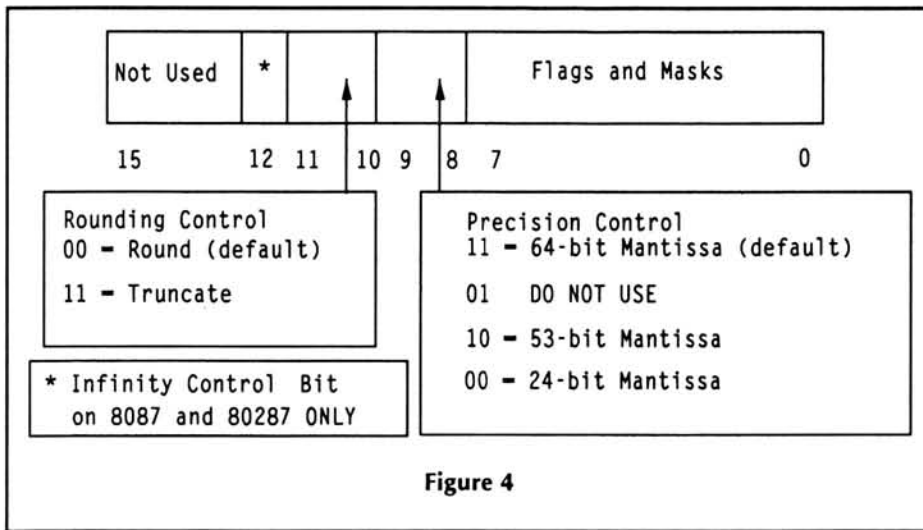 Not Used * Flags and Masks
15 12 11 10 9 8 7 0
Rounding Control
00 - Round (default)
11 - Truncate
* Infinity Control Bit
on 8087 and 80287 ONLY
Precision Control
11 - 64-bit Mantissa (default)
01 DO NOT USE
10 - 53-bit Mantissa
00 - 24-bit Mantissa
Figure 4